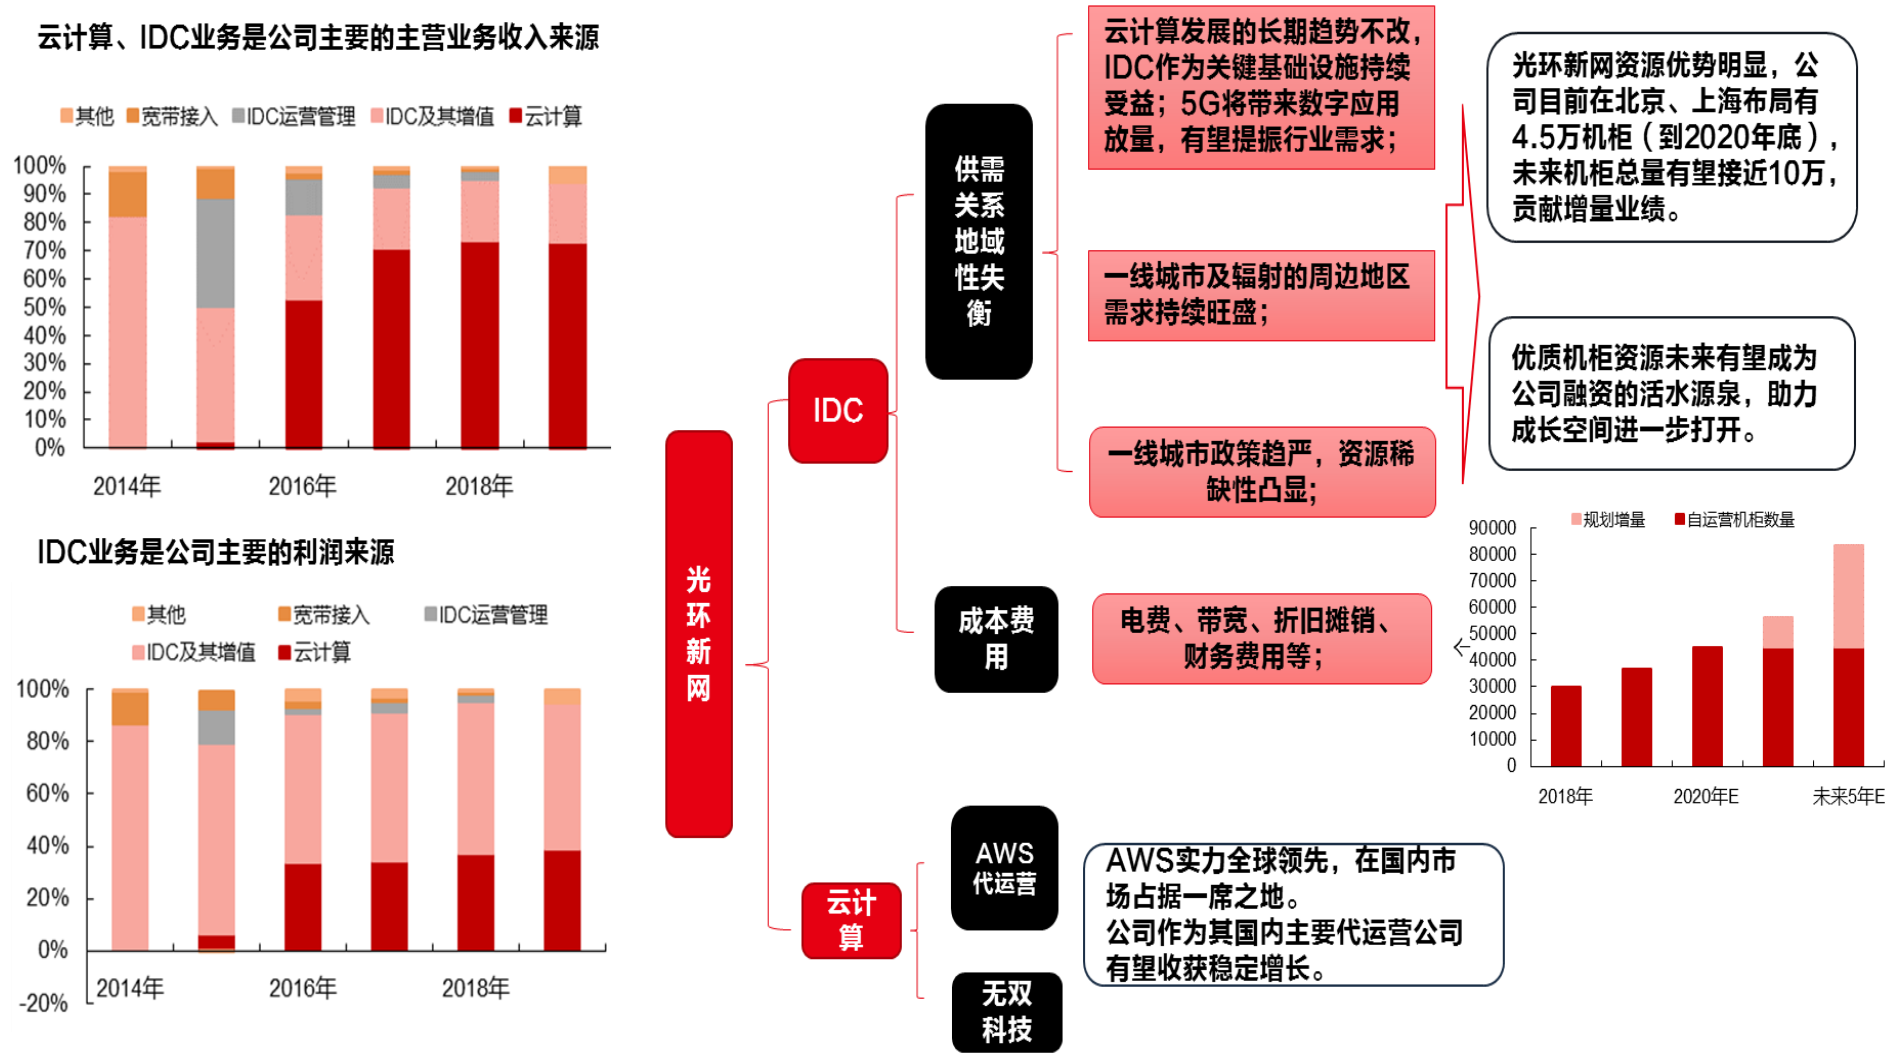 云计算、IDC业务是公司主要的主营业务收入来源
其他 宽带接入 IDC运营管理 IDC及其增值 云计算
100%
90%
80%
70%
60%
50%
40%
30%
20%
10%
0%
2014年 2016年 2018年
IDC业务是公司主要的利润来源
其他 宽带接入 IDC运营管理
IDC及其增值 云计算
100%
80%
60%
40%
20%
0%
-20%
2014年 2016年 2018年
光
环
新
网
IDC
云计
算
供需
关系
地域
性失
衡
成本费
用
AWS
代运营
无双
科技
云计算发展的长期趋势不改，
IDC作为关键基础设施持续
受益；5G将带来数字应用
放量，有望提振行业需求；
一线城市及辐射的周边地区
需求持续旺盛；
一线城市政策趋严，资源稀
缺性凸显；
电费、带宽、折旧摊销、
财务费用等；
AWS实力全球领先，在国内市
场占据一席之地。
公司作为其国内主要代运营公司
有望收获稳定增长。
光环新网资源优势明显，公
司目前在北京、上海布局有
4.5万机柜（到2020年底），
未来机柜总量有望接近10万，
贡献增量业绩。
优质机柜资源未来有望成为
公司融资的活水源泉，助力
成长空间进一步打开。
规划增量 自运营机柜数量
90000
80000
70000
60000
50000
40000
30000
20000
10000
0
2018年 2020年E 未来5年E
个